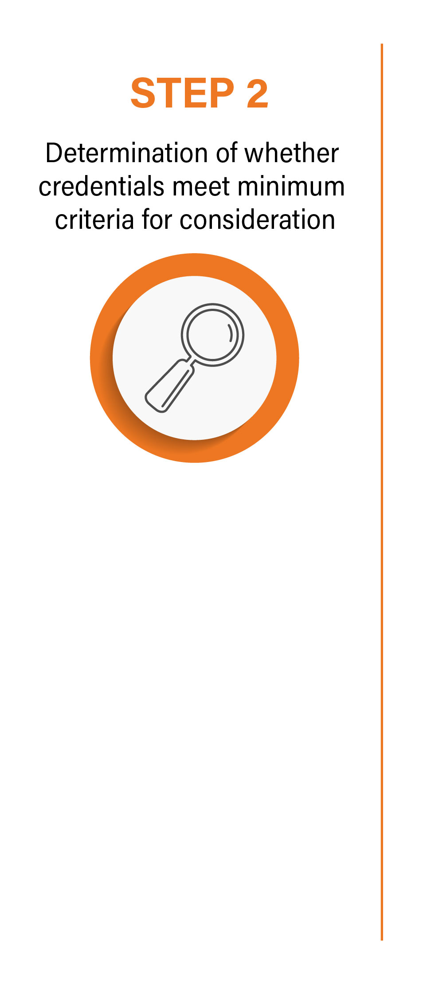 STEP 2
Determination of whether
credentials meet minimum
criteria for consideration